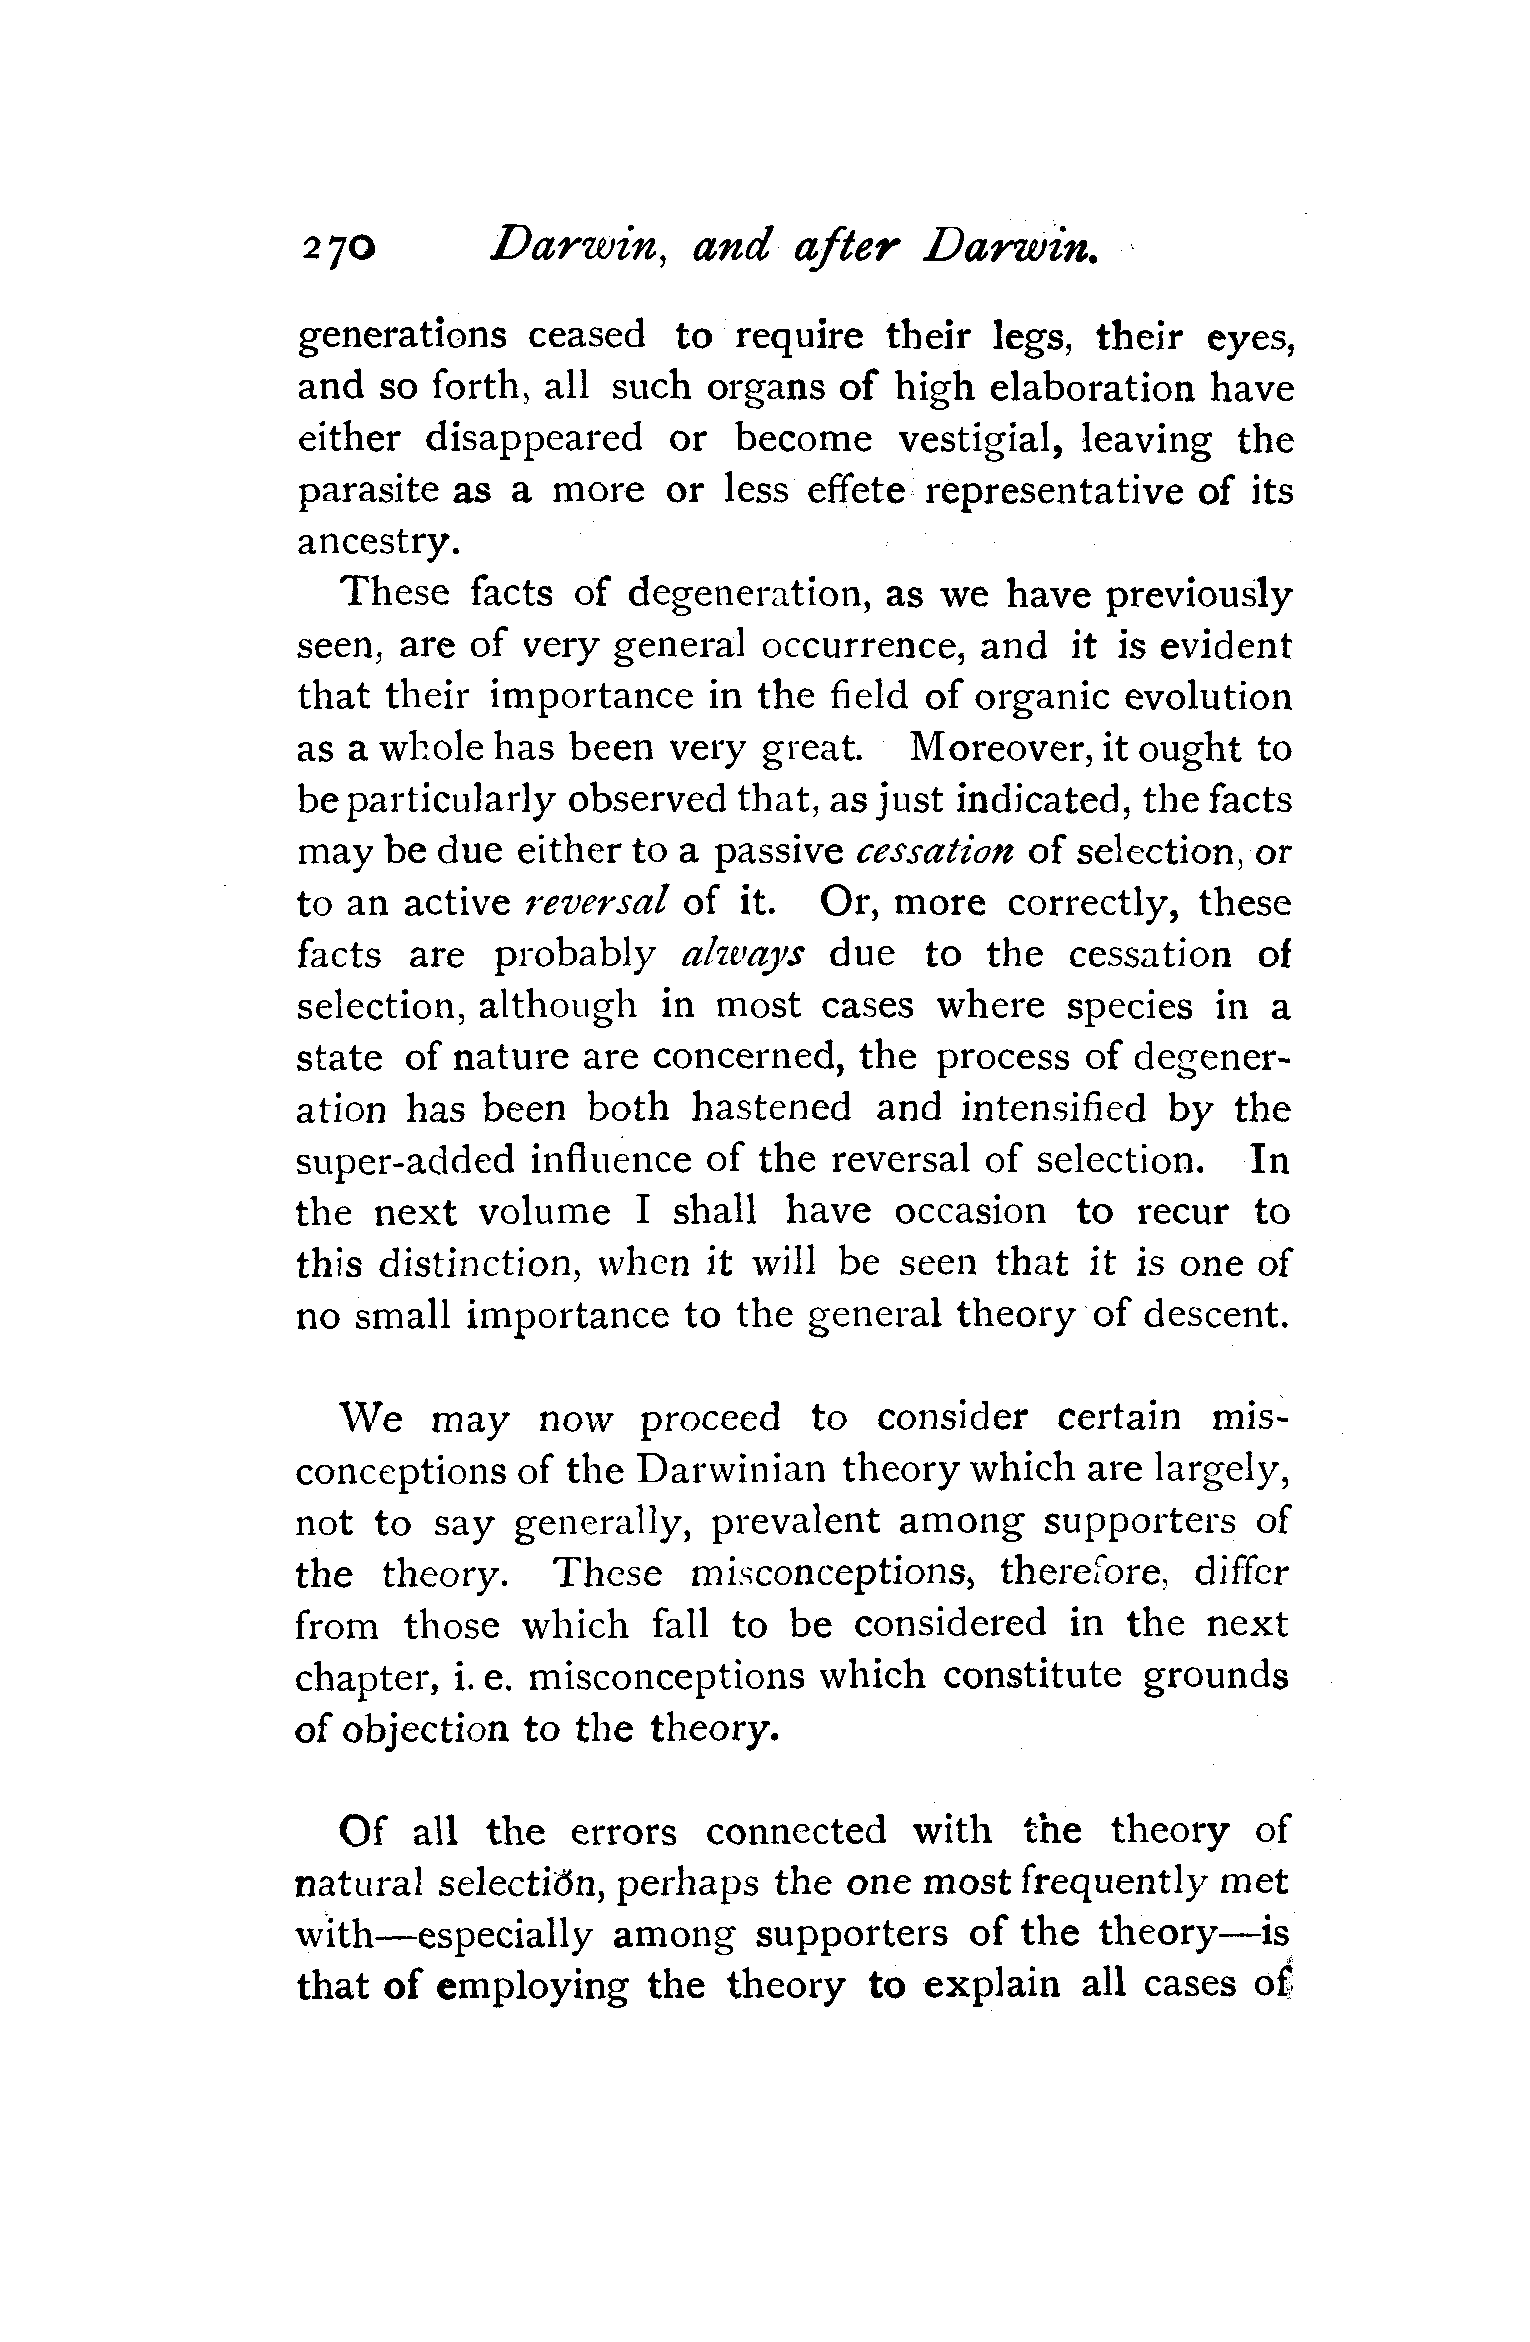 270 Darwin, and after Darwin.
generations ceased to require their legs, their eyes,
and so forth, all such organs of high elaboration have
either disappeared or become vestigial, leaving the
parasite as a more or less effete representative of its
ancestry.
These facts of degeneration, as we have previously
seen, are of very general occurrence, and it is evident
that their importance in the field of organic evolution
as a whole has been very great. Moreover, it ought to
be particularly observed that, as just indicated, the facts
may be due either to a passive cessation of selection, or
to an active reversal of it. Or, more correctly, these
facts are probably always due to the cessation of
selection, although in most cases where species in a
state of nature are concerned, the process of degener-
ation has been both hastened and intensified by the
super-added influence of the reversal of selection. In
the next volume I shall have occasion to recur to
this distinction, when it will be seen that it is one of
no small importance to the general theory of descent.
We may now proceed to consider certain mis-
conceptions of the Darwinian theory which are largely,
not to say generally, prevalent among supporters of
the theory. These misconceptions, therefore, differ
from those which fall to be considered in the next
chapter, i. e. misconceptions which constitute grounds
of objection to the theory.
Of all the errors connected with the theory of
natural selection, perhaps the one most frequently met
with—especially among supporters of the theory—is
that of employing the theory to explain all cases of